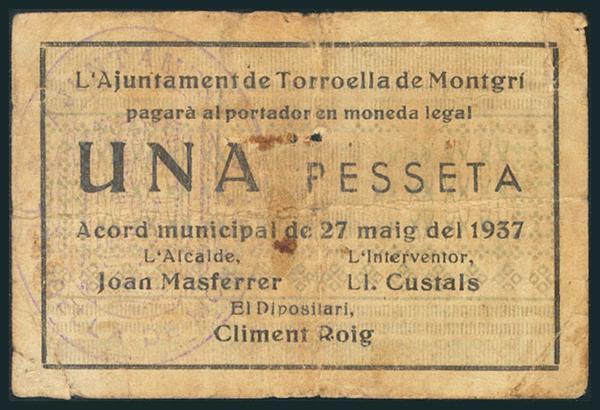 L'Ajuntament de Torroella de Montgrí
pagarà al portador en moneda legal
UNA PESSETA
Acord municipal de 27 maig del 1937
L'Alcalde, L'Interventor,
Joan Masferrer Ll. Custals
El Dipositari,
Climent Roig